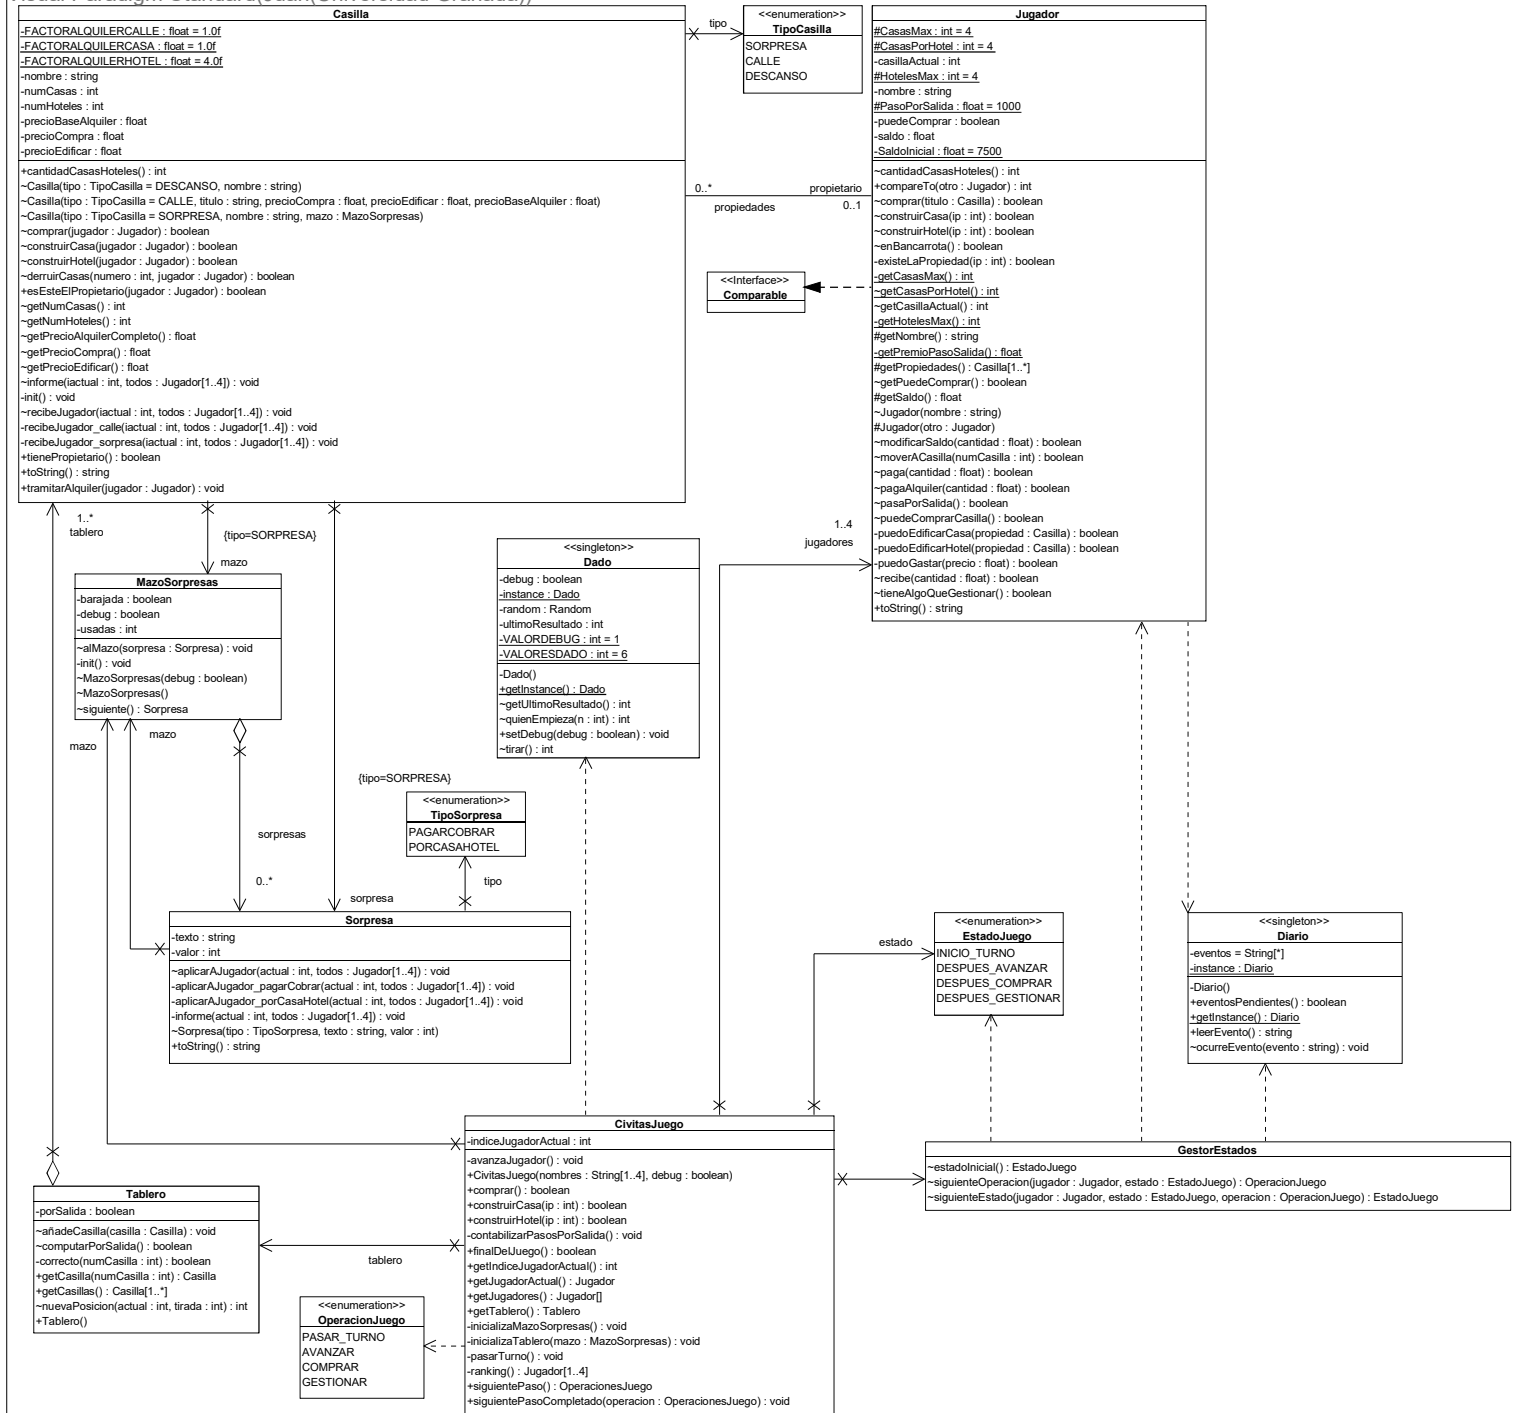 Visual Paradigm Standard(Juan(Universidad Granada))
Casilla
-FACTORALQUILERCALLE : float = 1.0f
-FACTORALQUILERCASA : float = 1.0f
-FACTORALQUILERHOTEL : float = 4.0f
-nombre : string
-numCasas : int
-numHoteles : int
-precioBaseAlquiler : float
-precioCompra : float
-precioEdificar : float
+cantidadCasasHoteles() : int
~Casilla(tipo : TipoCasilla = DESCANSO, nombre : string)
~Casilla(tipo : TipoCasilla = CALLE, titulo : string, precioCompra : float, precioEdificar : float, precioBaseAlquiler : float)
~Casilla(tipo : TipoCasilla = SORPRESA, nombre : string, mazo : MazoSorpresas)
~comprar(jugador : Jugador) : boolean
~construirCasa(jugador : Jugador) : boolean
~construirHotel(jugador : Jugador) : boolean
~derruirCasas(numero : int, jugador : Jugador) : boolean
+esEsteElPropietario(jugador : Jugador) : boolean
~getNumCasas() : int
~getNumHoteles() : int
~getPrecioAlquilerCompleto() : float
~getPrecioCompra() : float
~getPrecioEdificar() : float
~informe(iactual : int, todos : Jugador[1..4]) : void
-init() : void
~recibeJugador(iactual : int, todos : Jugador[1..4]) : void
-recibeJugador_calle(iactual : int, todos : Jugador[1..4]) : void
-recibeJugador_sorpresa(iactual : int, todos : Jugador[1..4]) : void
+tienePropietario() : boolean
+toString() : string
+tramitarAlquiler(jugador : Jugador) : void
tipo
<<enumeration>>
TipoCasilla
SORPRESA
CALLE
DESCANSO
0..*
propietario
propiedades
0..1
<<Interface>>
Comparable
Jugador
#CasasMax : int = 4
#CasasPorHotel : int = 4
-casillaActual : int
#HotelesMax : int = 4
-nombre : string
#PasoPorSalida : float = 1000
-puedeComprar : boolean
-saldo : float
-SaldoInicial : float = 7500
~cantidadCasasHoteles() : int
+compareTo(otro : Jugador) : int
~comprar(titulo : Casilla) : boolean
~construirCasa(ip : int) : boolean
~construirHotel(ip : int) : boolean
~enBancarrota() : boolean
-existeLaPropiedad(ip : int) : boolean
-getCasasMax() : int
~getCasasPorHotel() : int
~getCasillaActual() : int
-getHotelesMax() : int
#getNombre() : string
-getPremioPasoSalida() : float
#getPropiedades() : Casilla[1..*]
~getPuedeComprar() : boolean
#getSaldo() : float
~Jugador(nombre : string)
#Jugador(otro : Jugador)
~modificarSaldo(cantidad : float) : boolean
~moverACasilla(numCasilla : int) : boolean
~paga(cantidad : float) : boolean
~pagaAlquiler(cantidad : float) : boolean
~pasaPorSalida() : boolean
~puedeComprarCasilla() : boolean
-puedoEdificarCasa(propiedad : Casilla) : boolean
-puedoEdificarHotel(propiedad : Casilla) : boolean
-puedoGastar(precio : float) : boolean
~recibe(cantidad : float) : boolean
~tieneAlgoQueGestionar() : boolean
+toString() : string
1..*
tablero
{tipo=SORPRESA}
mazo
1..4
jugadores
MazoSorpresas
-barajada : boolean
-debug : boolean
-usadas : int
~alMazo(sorpresa : Sorpresa) : void
-init() : void
~MazoSorpresas(debug : boolean)
~MazoSorpresas()
~siguiente() : Sorpresa
<<singleton>>
Dado
-debug : boolean
-instance : Dado
-random : Random
-ultimoResultado : int
-VALORDEBUG : int = 1
-VALORESDADO : int = 6
-Dado()
+getInstance() : Dado
~getUltimoResultado() : int
~quienEmpieza(n : int) : int
+setDebug(debug : boolean) : void
~tirar() : int
mazo
mazo
{tipo=SORPRESA}
<<enumeration>>
TipoSorpresa
PAGARCOBRAR
PORCASAHOTEL
sorpresas
0..*
sorpresa
tipo
Sorpresa
-texto : string
-valor : int
~aplicarAJugador(actual : int, todos : Jugador[1..4]) : void
-aplicarAJugador_pagarCobrar(actual : int, todos : Jugador[1..4]) : void
-aplicarAJugador_porCasaHotel(actual : int, todos : Jugador[1..4]) : void
-informe(actual : int, todos : Jugador[1..4]) : void
~Sorpresa(tipo : TipoSorpresa, texto : string, valor : int)
+toString() : string
estado
<<enumeration>>
EstadoJuego
INICIO_TURNO
DESPUES_AVANZAR
DESPUES_COMPRAR
DESPUES_GESTIONAR
<<singleton>>
Diario
-eventos = String[*]
-instance : Diario
-Diario()
+eventosPendientes() : boolean
+getInstance() : Diario
+leerEvento() : string
~ocurreEvento(evento : string) : void
CivitasJuego
-indiceJugadorActual : int
-avanzaJugador() : void
+CivitasJuego(nombres : String[1..4], debug : boolean)
+comprar() : boolean
+construirCasa(ip : int) : boolean
+construirHotel(ip : int) : boolean
-contabilizarPasosPorSalida() : void
+finalDelJuego() : boolean
+getIndiceJugadorActual() : int
+getJugadorActual() : Jugador
+getJugadores() : Jugador[]
+getTablero() : Tablero
-inicializaMazoSorpresas() : void
-inicializaTablero(mazo : MazoSorpresas) : void
-pasarTurno() : void
-ranking() : Jugador[1..4]
+siguientePaso() : OperacionesJuego
+siguientePasoCompletado(operacion : OperacionesJuego) : void
GestorEstados
~estadoInicial() : EstadoJuego
~siguienteOperacion(jugador : Jugador, estado : EstadoJuego) : OperacionJuego
~siguienteEstado(jugador : Jugador, estado : EstadoJuego, operacion : OperacionJuego) : EstadoJuego
Tablero
-porSalida : boolean
~añadeCasilla(casilla : Casilla) : void
~computarPorSalida() : boolean
-correcto(numCasilla : int) : boolean
+getCasilla(numCasilla : int) : Casilla
+getCasillas() : Casilla[1..*]
~nuevaPosicion(actual : int, tirada : int) : int
+Tablero()
tablero
<<enumeration>>
OperacionJuego
PASAR_TURNO
AVANZAR
COMPRAR
GESTIONAR